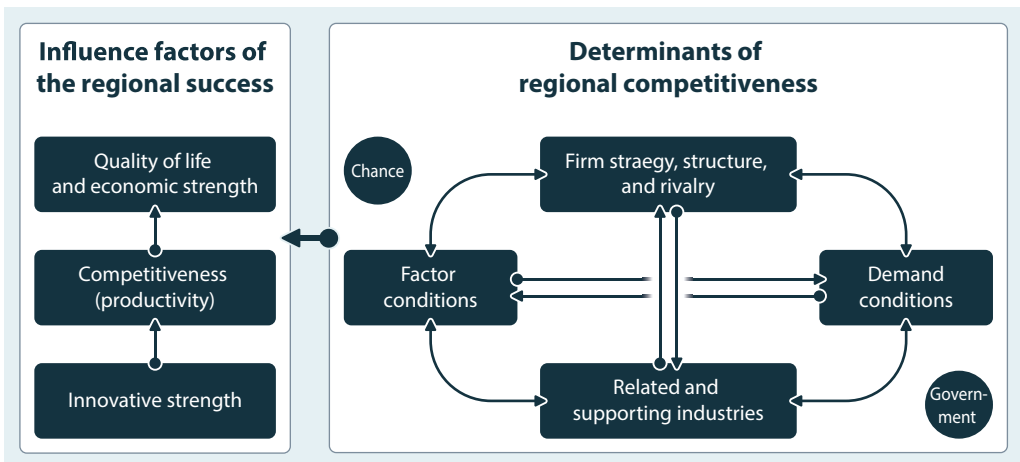 Influence factors of
the regional success
Quality of life
and economic strength
Competitiveness
(productivity)
Innovative strength
Determinants of
regional competitiveness
Chance
Firm straegy, structure,
and rivalry
Factor
conditions
Demand
conditions
Related and
supporting industries
Govern-
ment